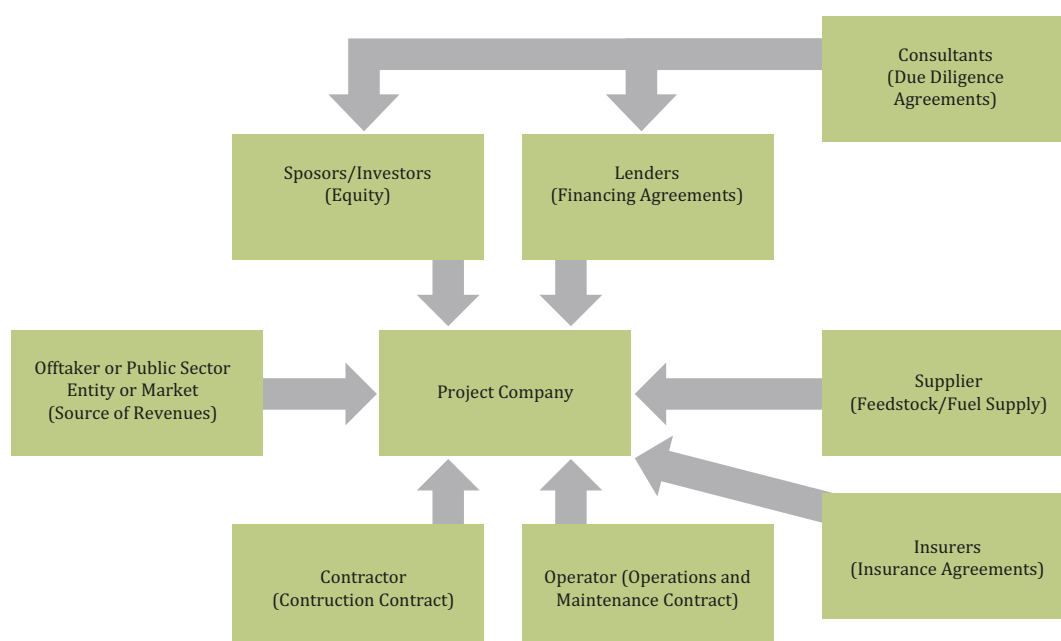 Consultants
(Due Diligence
Agreements)
Sposors/Investors
(Equity)
Lenders
(Financing Agreements)
Offtaker or Public Sector
Entity or Market
(Source of Revenues)
Project Company
Supplier
(Feedstock/Fuel Supply)
Contractor
(Contruction Contract)
Operator (Operations and
Maintenance Contract)
Insurers
(Insurance Agreements)